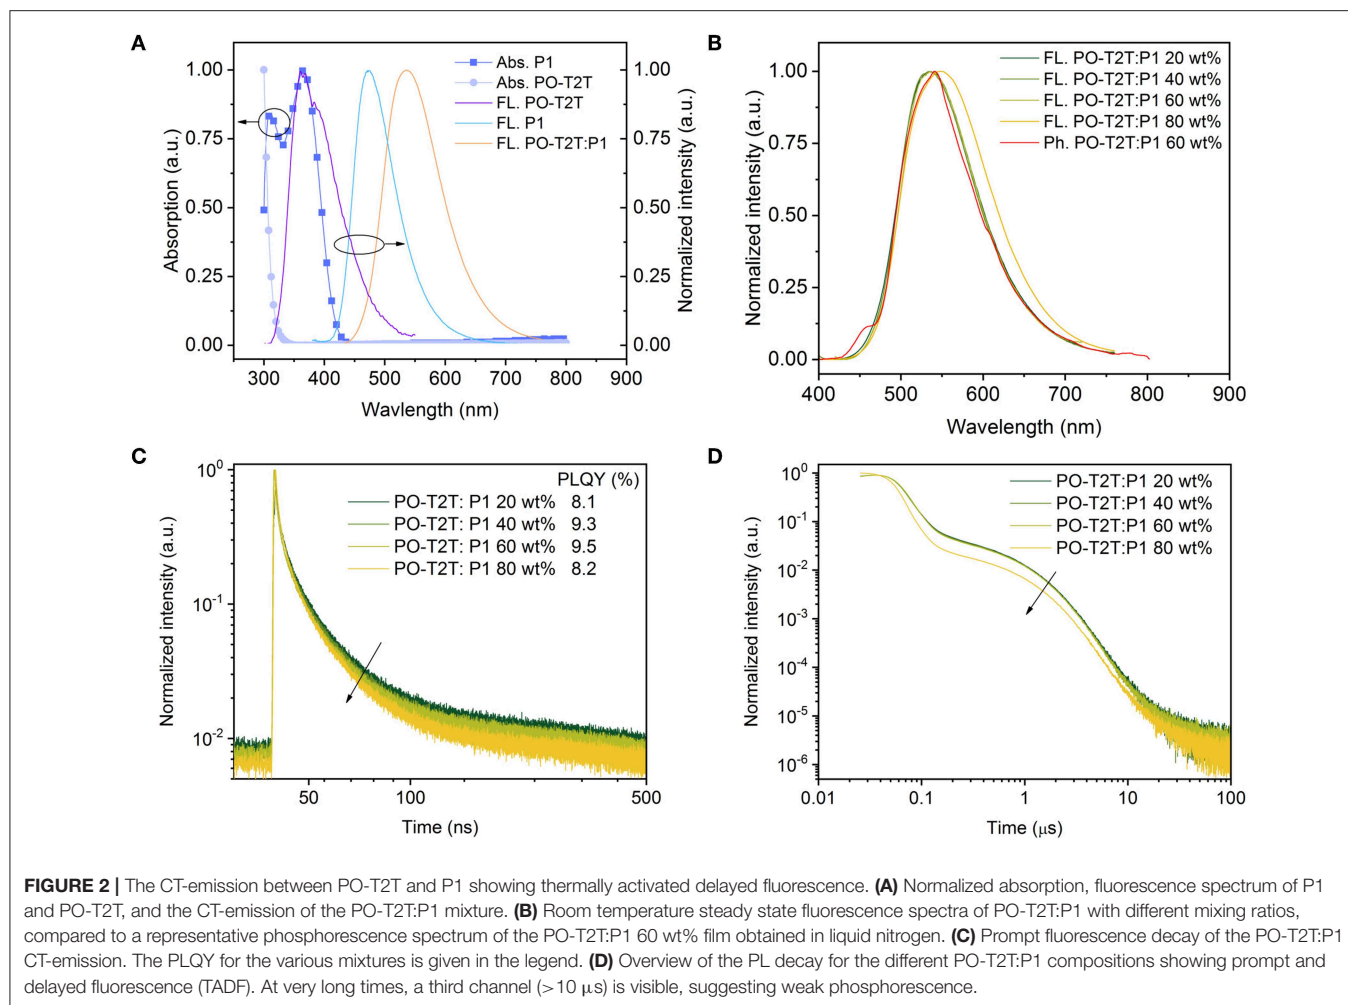 A
Abs. P1
Abs. PO-T2T
FL. PO-T2T
FL. P1
FL. PO-T2T:P1
1.00
0.75
0.50
0.25
0.00
Absorption (a.u.)
1.00
0.75
0.50
0.25
0.00
Normalized intensity (a.u.)
300 400 500 600 700 800 900
Wavlength (nm)
B
FL. PO-T2T:P1 20 wt%
FL. PO-T2T:P1 40 wt%
FL. PO-T2T:P1 60 wt%
FL. PO-T2T:P1 80 wt%
Ph. PO-T2T:P1 60 wt%
1.00
0.75
0.50
0.25
0.00
Normalized intensity (a.u.)
400 500 600 700 800 900
Wavelength (nm)
C
PLQY (%)
PO-T2T: P1 20 wt% 8.1
PO-T2T: P1 40 wt% 9.3
PO-T2T: P1 60 wt% 9.5
PO-T2T: P1 80 wt% 8.2
10⁰
10⁻¹
10⁻²
Normalized intensity (a.u.)
50 100 500
Time (ns)
D
PO-T2T:P1 20 wt%
PO-T2T:P1 40 wt%
PO-T2T:P1 60 wt%
PO-T2T:P1 80 wt%
10⁰
10⁻¹
10⁻²
10⁻³
10⁻⁴
10⁻⁵
10⁻⁶
Normalized intensity (a.u.)
0.01 0.1 1 10 100
Time (μs)
FIGURE 2 | The CT-emission between PO-T2T and P1 showing thermally activated delayed fluorescence. (A) Normalized absorption, fluorescence spectrum of P1
and PO-T2T, and the CT-emission of the PO-T2T:P1 mixture. (B) Room temperature steady state fluorescence spectra of PO-T2T:P1 with different mixing ratios,
compared to a representative phosphorescence spectrum of the PO-T2T:P1 60 wt% film obtained in liquid nitrogen. (C) Prompt fluorescence decay of the PO-T2T:P1
CT-emission. The PLQY for the various mixtures is given in the legend. (D) Overview of the PL decay for the different PO-T2T:P1 compositions showing prompt and
delayed fluorescence (TADF). At very long times, a third channel (>10 μs) is visible, suggesting weak phosphorescence.